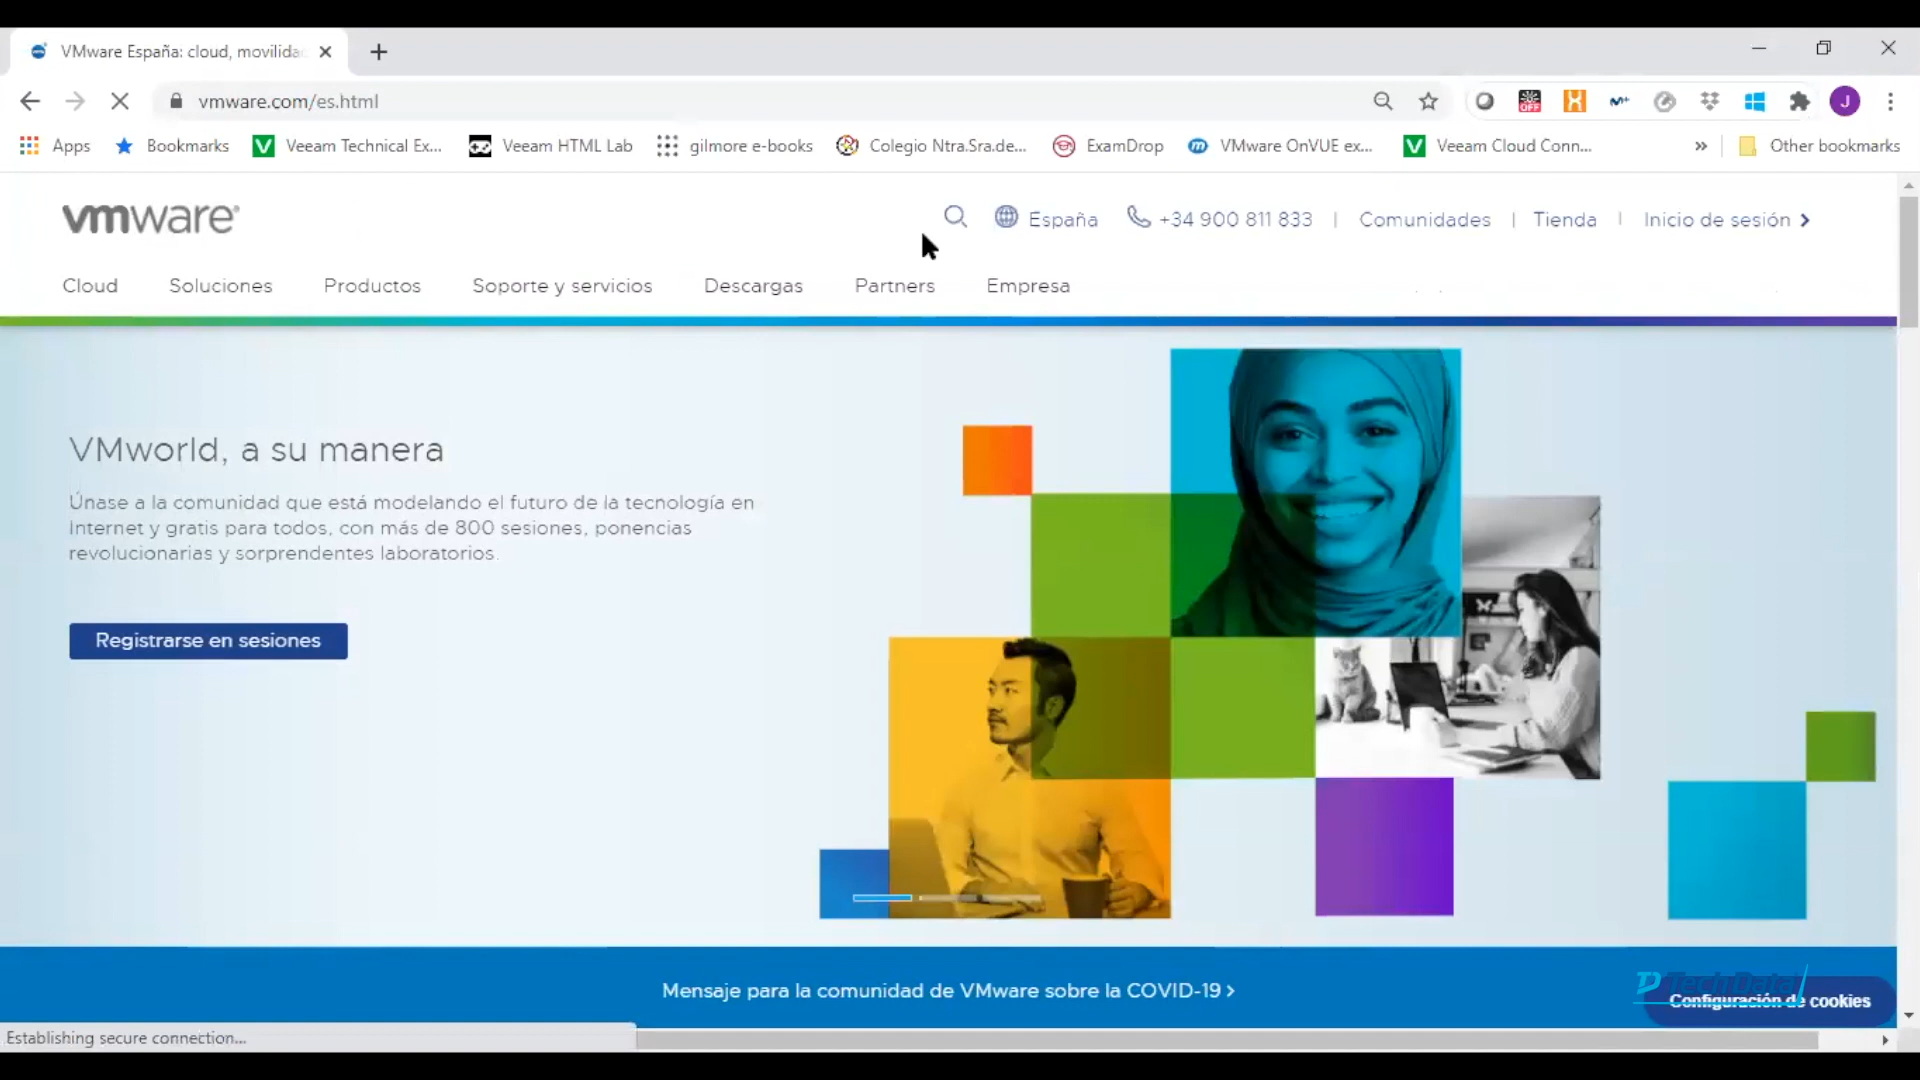 VMware España: cloud, movilida
vmware.com/es.html
OFF
J
Apps
Bookmarks
Veeam Technical Ex...
Veeam HTML Lab
gilmore e-books
Colegio Ntra.Sra.de...
ExamDrop
VMware OnVUE ex...
Veeam Cloud Conn...
»
Other bookmarks
vmware
España
+34 900 811 833
Comunidades
Tienda
Inicio de sesión
Cloud
Soluciones
Productos
Soporte y servicios
Descargas
Partners
Empresa
VMworld, a su manera
Únase a la comunidad que está modelando el futuro de la tecnología en
Internet y gratis para todos, con más de 800 sesiones, ponencias
revolucionarias y sorprendentes laboratorios.
Registrarse en sesiones
Mensaje para la comunidad de VMware sobre la COVID-19
Tech Data
Configuración de cookies
Establishing secure connection...